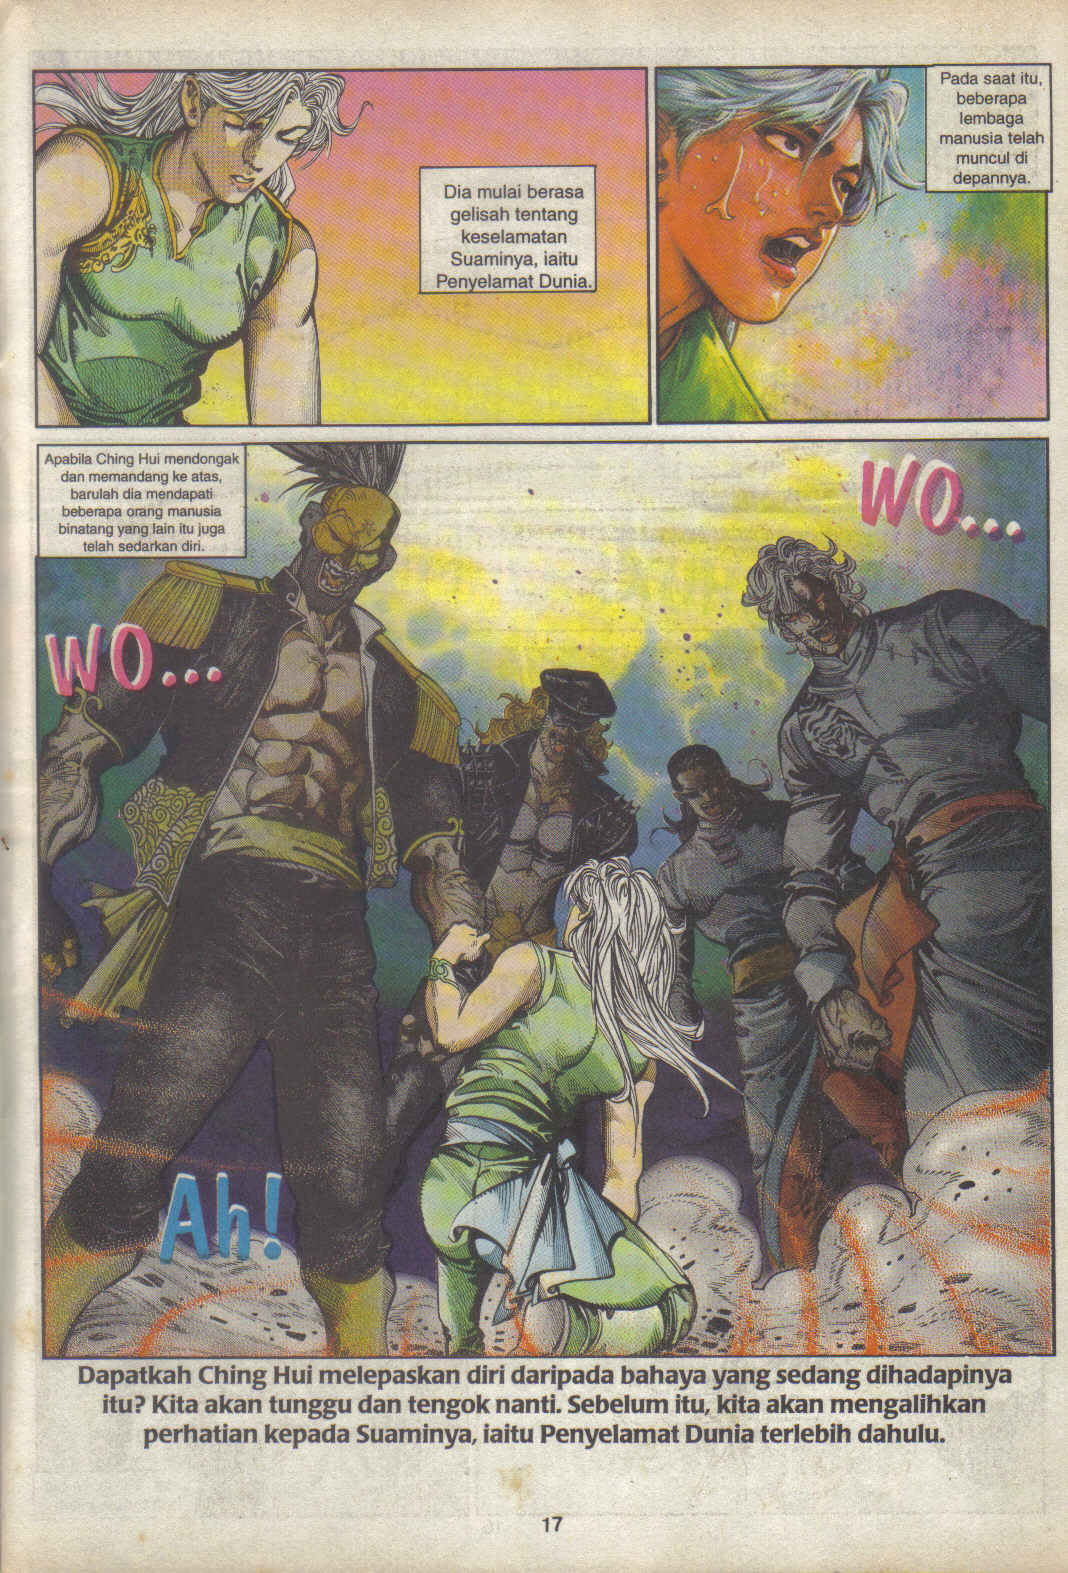 Dia mulai berasa
gelisah tentang
keselamatan
Suaminya, iaitu
Penyelamat Dunia.
Pada saat itu,
beberapa
lembaga
manusia telah
muncul di
depannya.
Apabila Ching Hui mendongak
dan memandang ke atas,
barulah dia mendapati
beberapa orang manusia
binatang yang lain itu juga
telah sedarkan diri.
WO...
WO...
Ah!
Dapatkah Ching Hui melepaskan diri daripada bahaya yang sedang dihadapinya
itu? Kita akan tunggu dan tengok nanti. Sebelum itu, kita akan mengalihkan
perhatian kepada Suaminya, iaitu Penyelamat Dunia terlebih dahulu.
17